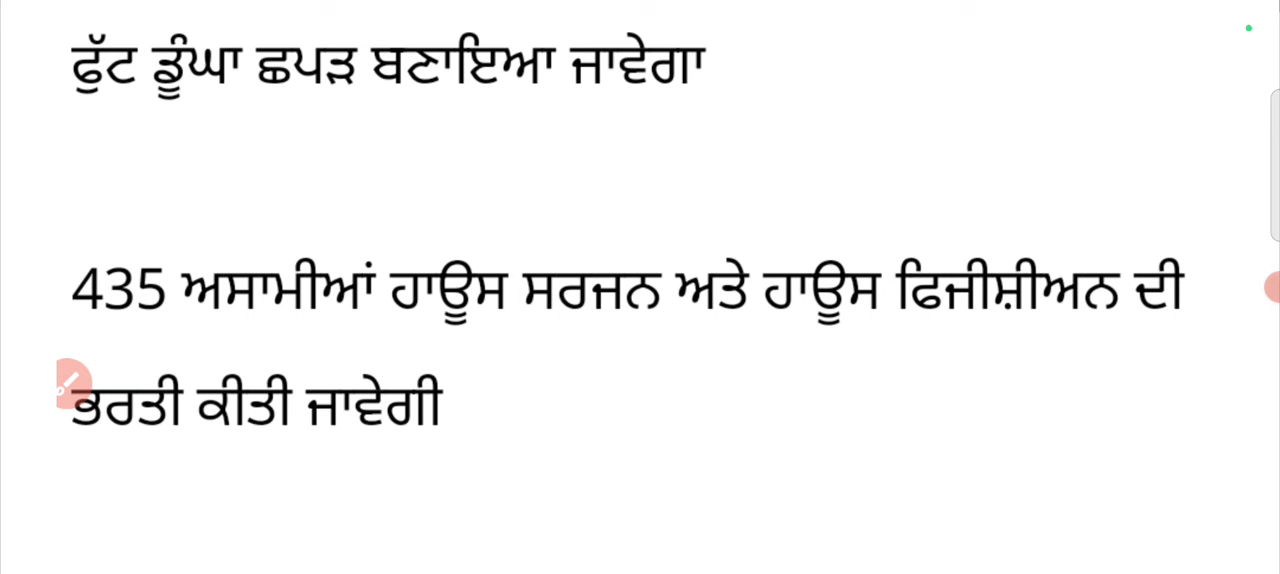 ਫੁੱਟ ਡੂੰਘਾ ਛਪੜ ਬਣਾਇਆ ਜਾਵੇਗਾ
435 ਅਸਾਮੀਆਂ ਹਾਊਸ ਸਰਜਨ ਅਤੇ ਹਾਊਸ ਫਿਜੀਸ਼ੀਅਨ ਦੀ
ਭਰਤੀ ਕੀਤੀ ਜਾਵੇਗੀ